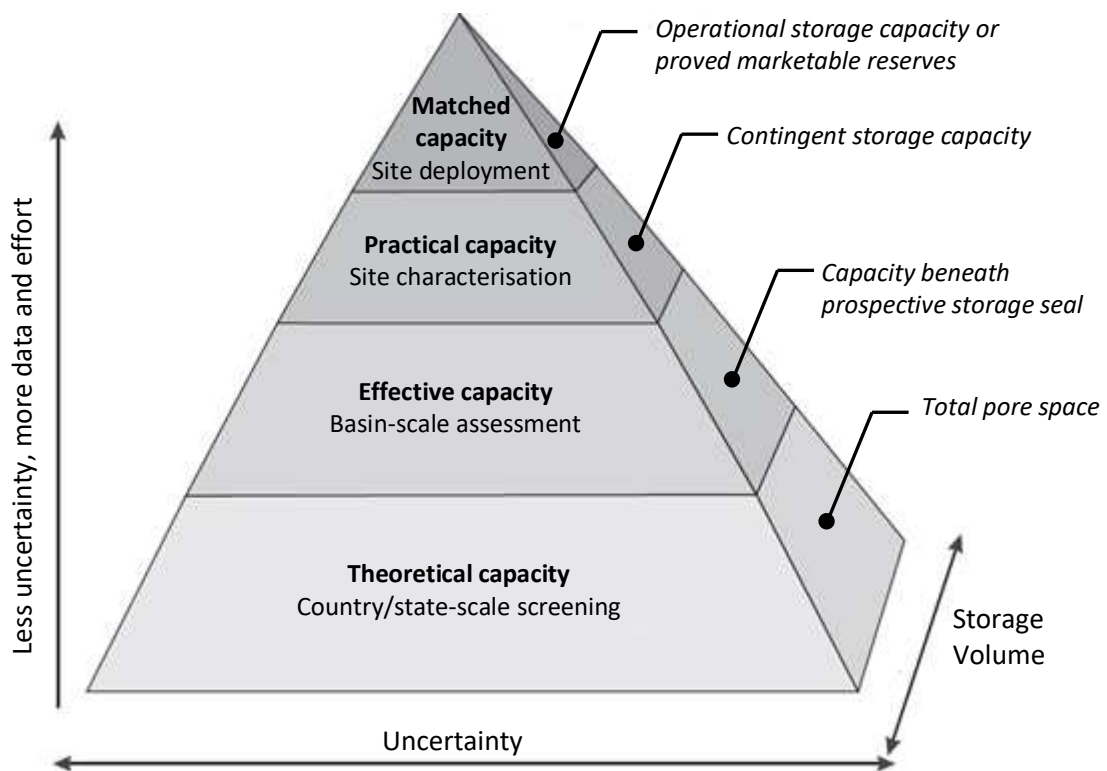 Operational storage capacity or
proved marketable reserves
Matched
capacity
Site deployment
Contingent storage capacity
Practical capacity
Site characterisation
Capacity beneath
prospective storage seal
Effective capacity
Basin-scale assessment
Total pore space
Theoretical capacity
Country/state-scale screening
Less uncertainty, more data and effort
Storage
Volume
Uncertainty